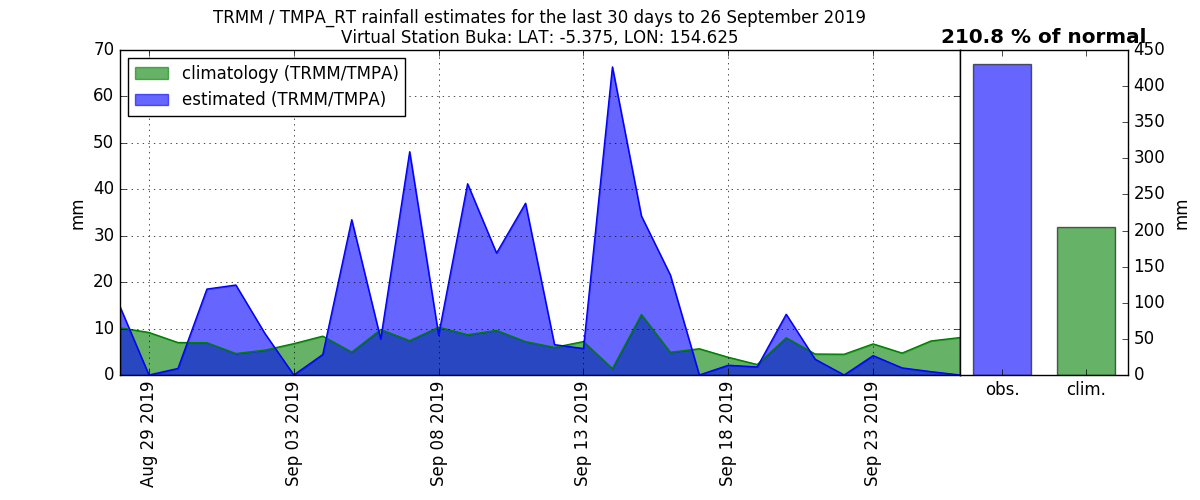 TRMM / TMPA_RT rainfall estimates for the last 30 days to 26 September 2019
Virtual Station Buka: LAT: -5.375, LON: 154.625
210.8 % of normal
climatology (TRMM/TMPA)
estimated (TRMM/TMPA)
70
60
50
40
30
20
10
0
mm
Aug 29 2019
Sep 03 2019
Sep 08 2019
Sep 13 2019
Sep 18 2019
Sep 23 2019
450
400
350
300
250
200
150
100
50
0
mm
obs.
clim.